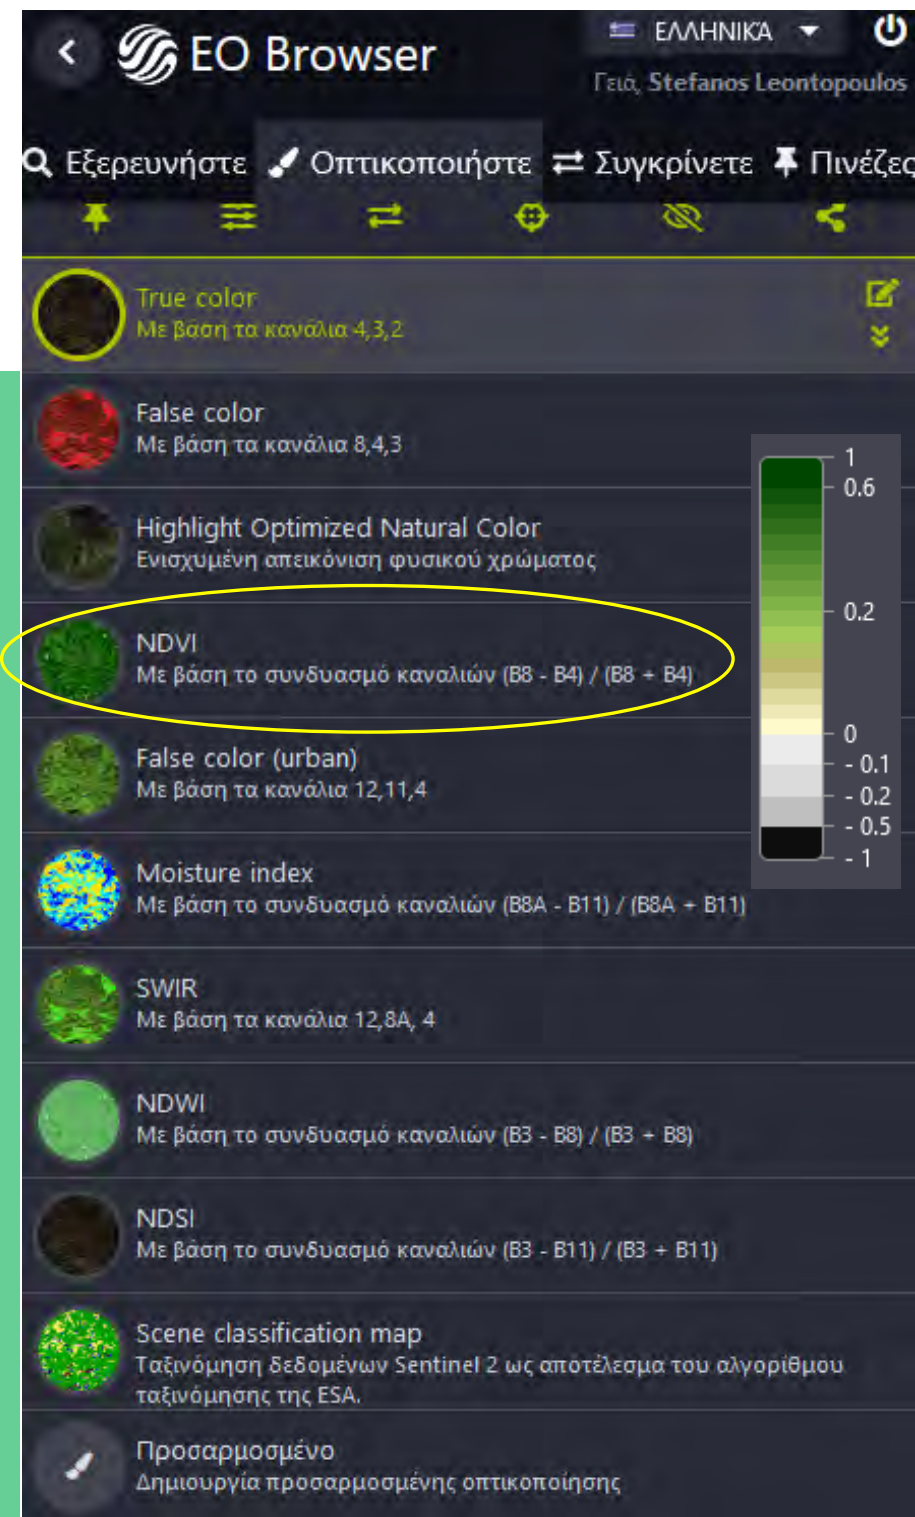 EO Browser
ΕΛΛΗΝΙΚΆ
Γειά, Stefanos Leontopoulos
Εξερευνήστε Οπτικοποιήστε Συγκρίνετε Πινέζες
True color
Με βάση τα κανάλια 4,3,2
False color
Με βάση τα κανάλια 8,4,3
Highlight Optimized Natural Color
Ενισχυμένη απεικόνιση φυσικού χρώματος
NDVI
Με βάση το συνδυασμό καναλιών (B8 - B4) / (B8 + B4)
False color (urban)
Με βάση τα κανάλια 12,11,4
Moisture index
Με βάση το συνδυασμό καναλιών (B8A - B11) / (B8A + B11)
SWIR
Με βάση τα κανάλια 12,8A, 4
NDWI
Με βάση το συνδυασμό καναλιών (B3 - B8) / (B3 + B8)
NDSI
Με βάση το συνδυασμό καναλιών (B3 - B11) / (B3 + B11)
Scene classification map
Ταξινόμηση δεδομένων Sentinel 2 ως αποτέλεσμα του αλγορίθμου
ταξινόμησης της ESA.
Προσαρμοσμένο
Δημιουργία προσαρμοσμένης οπτικοποίησης
1
0.6
0.2
0
- 0.1
- 0.2
- 0.5
- 1